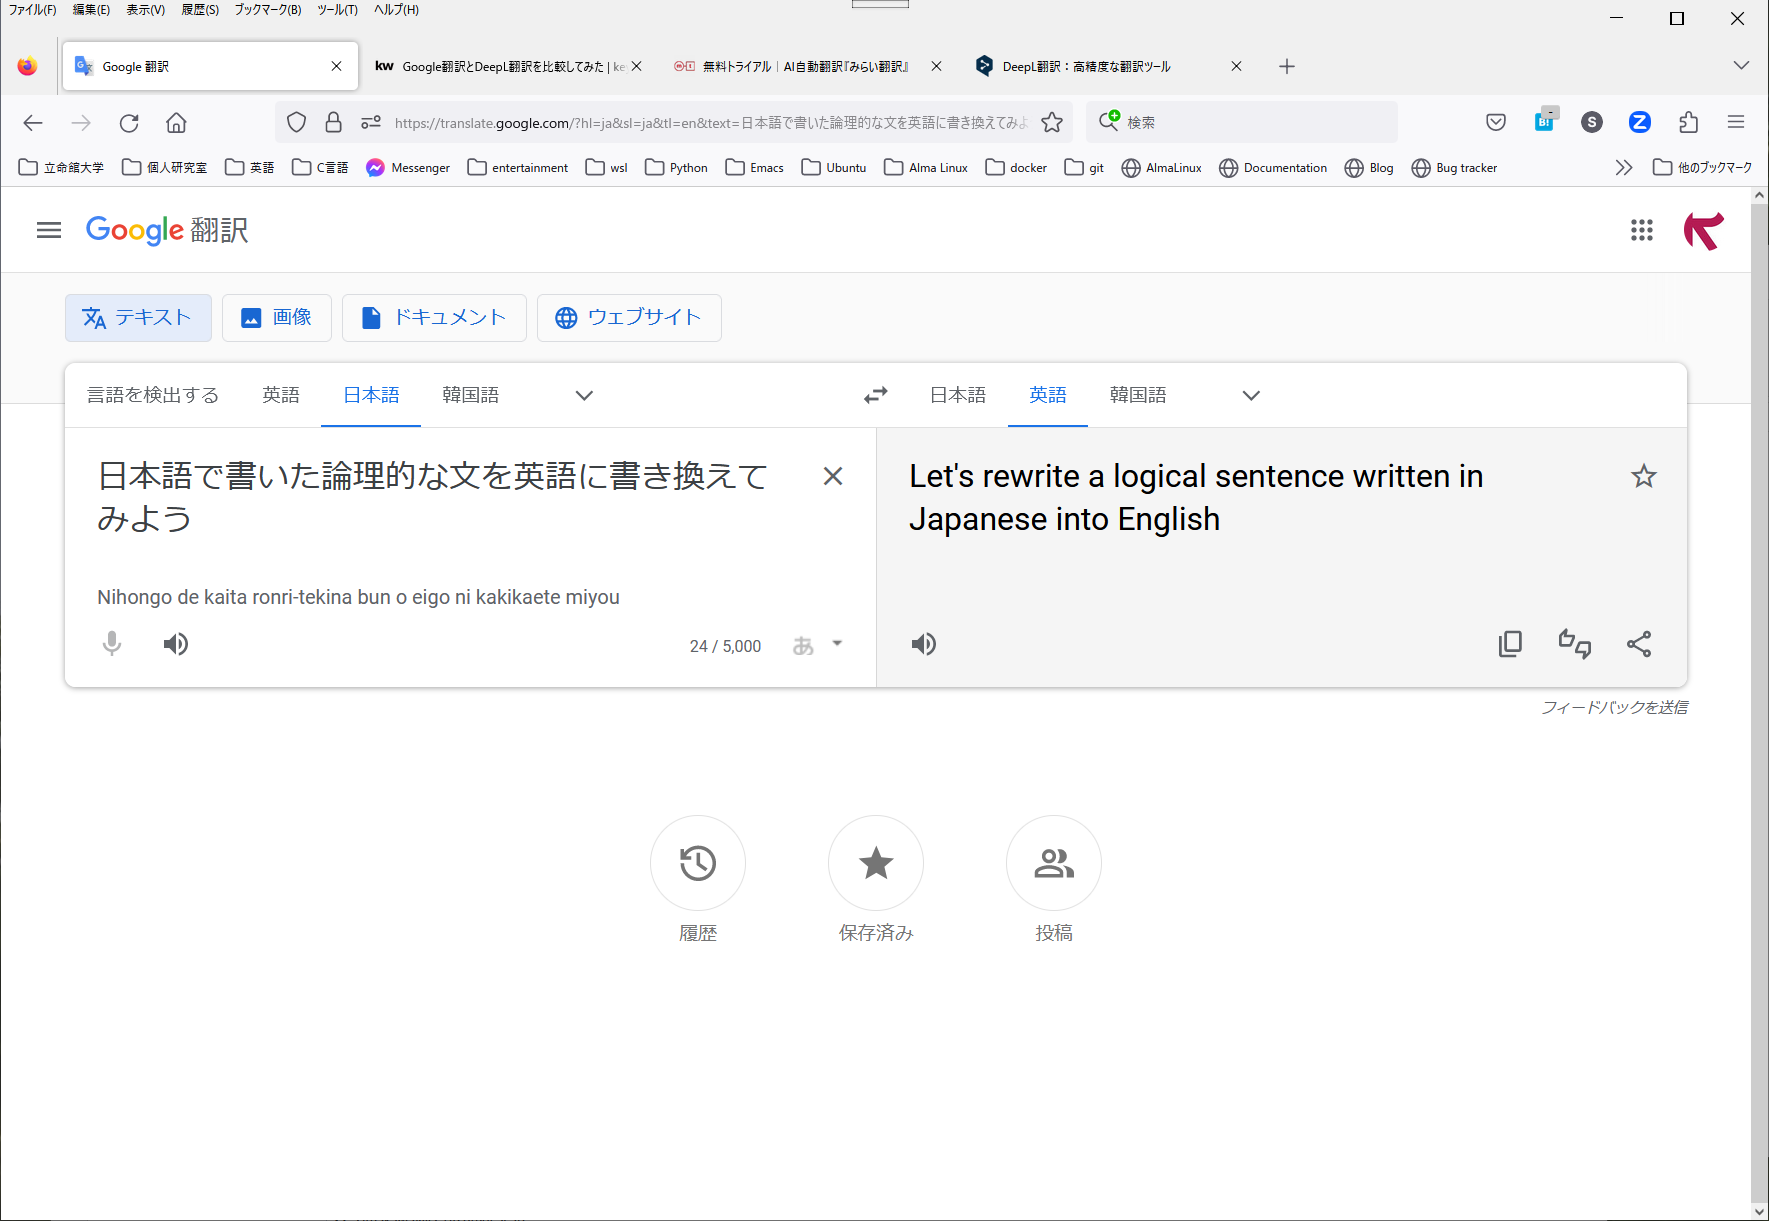 ファイル(F) 編集(E) 表示(V) 履歴(S) ブックマーク(B) ツール(T) ヘルプ(H)
Google 翻訳
kw Google翻訳とDeepL翻訳を比較してみた | ke
無料トライアル | AI自動翻訳『みらい翻訳』
DeepL翻訳：高精度な翻訳ツール
https://translate.google.com/?hl=ja&sl=ja&tl=en&text=日本語で書いた論理的な文を英語に書き換えてみよ
検索
B!
S
Z
立命館大学 個人研究室 英語 C言語 Messenger entertainment wsl Python Emacs Ubuntu Alma Linux docker git AlmaLinux Documentation Blog Bug tracker 他のブックマーク
Google 翻訳
テキスト 画像 ドキュメント ウェブサイト
言語を検出する 英語 日本語 韓国語
日本語 英語 韓国語
日本語で書いた論理的な文を英語に書き換えて
みよう
Nihongo de kaita ronri-tekina bun o eigo ni kakikaete miyou
24 / 5,000 あ
Let's rewrite a logical sentence written in
Japanese into English
フィードバックを送信
履歴 保存済み 投稿